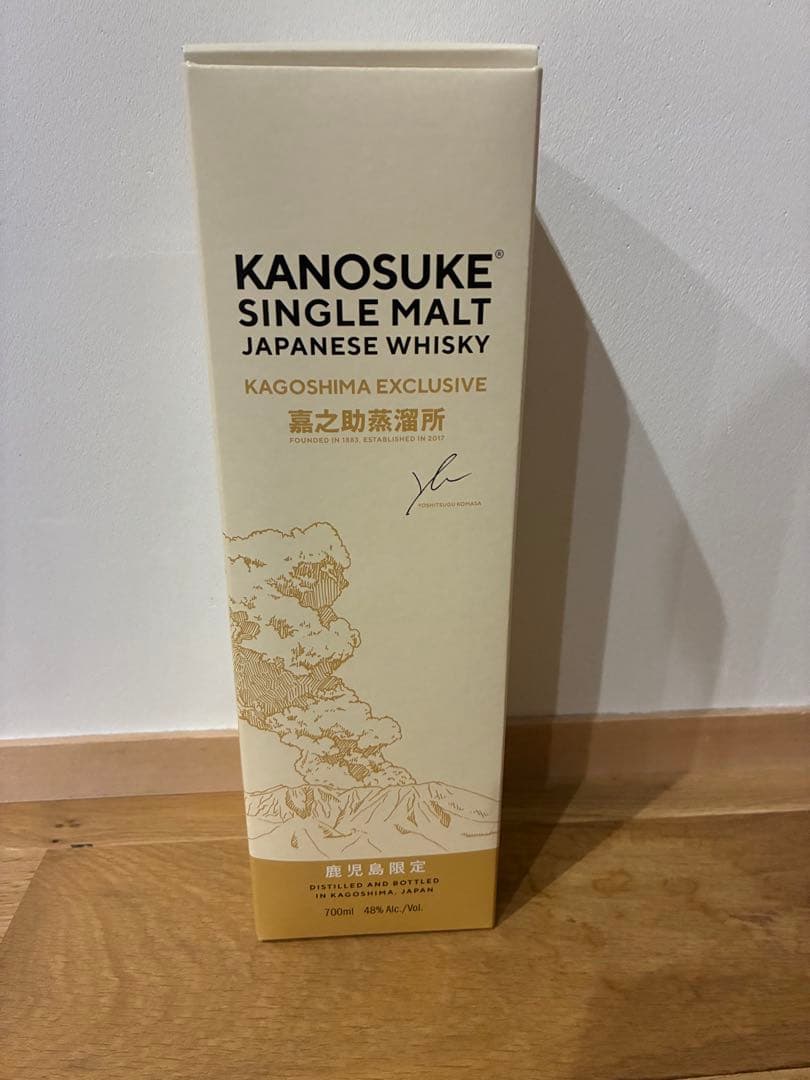 KANOSUKE®
SINGLE MALT
JAPANESE WHISKY
KAGOSHIMA EXCLUSIVE
嘉之助蒸溜所
FOUNDED IN 1883, ESTABLISHED IN 2017
YOSHITSUGU KOMASA
鹿児島限定
DISTILLED AND BOTTLED
IN KAGOSHIMA, JAPAN
700ml 48% Alc./Vol.